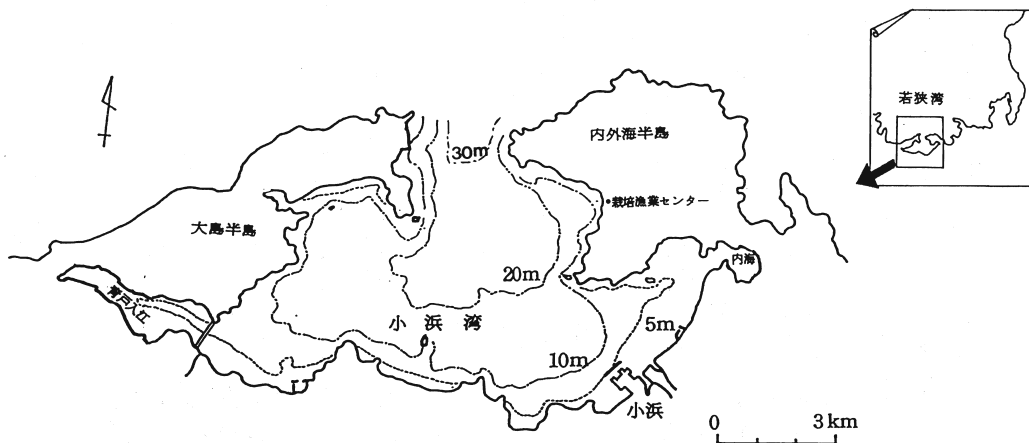 若狭湾
内外海半島
30m
栽培漁業センター
大島半島
内海
20m
青戸入江
小浜湾
5m
10m
小浜
0 3km